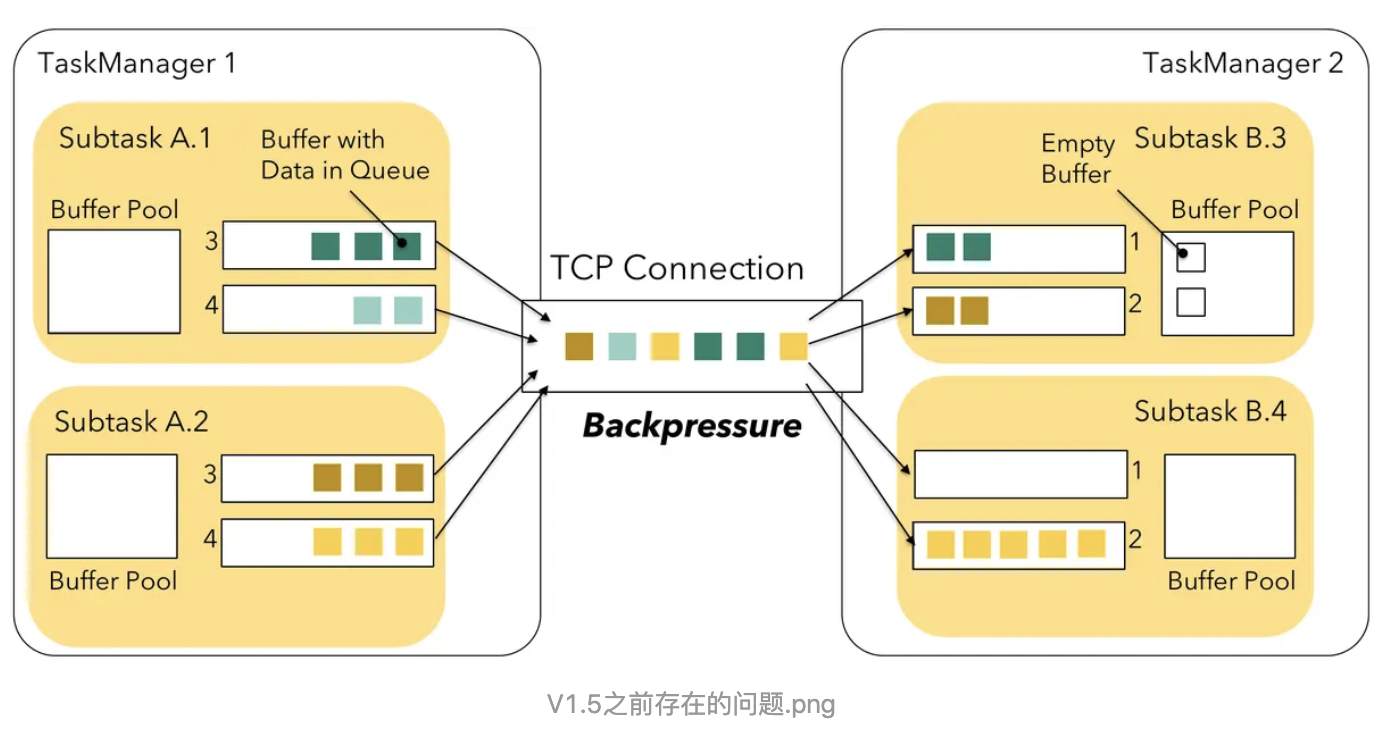 TaskManager 1
Subtask A.1
Buffer with
Data in Queue
Buffer Pool
3
4
Subtask A.2
3
4
Buffer Pool
TCP Connection
Backpressure
TaskManager 2
Empty
Buffer
Subtask B.3
Buffer Pool
1
2
Subtask B.4
1
2
Buffer Pool
V1.5之前存在的问题.png